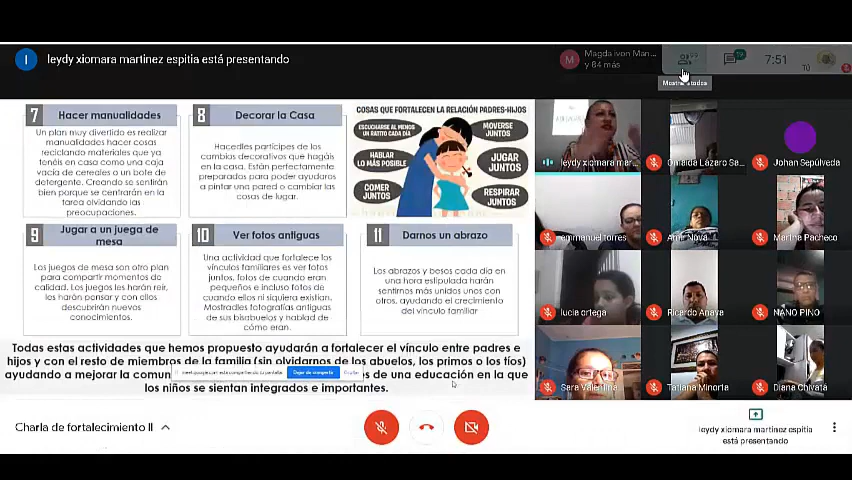 I
leydy xiomara martinez espitia está presentando
M
Magda ivon Man...
y 84 más
7:51
Tú
7
Hacer manualidades
Un plan muy divertido es realizar
manualidades hacer cosas
recicladas materiales que ya
tenéis en casa como una caja
vacía de cereales o un bote de
detergente. Creando se sentirán
bien porque se centrarán en la
tarea olvidando las
preocupaciones.
8
Decorar la Casa
Hacedles partícipes de los
cambios decorativos que hagáis
en la casa. Están perfectamente
preparados para poder ayudaros
a pintar una pared o cambiar las
cosas de lugar.
COSAS QUE FORTALECEN LA RELACIÓN PADRES-HIJOS
ESCUCHARSE AL MENOS
UN RATITO CADA DÍA
HABLAR
LO MÁS POSIBLE
COMER
JUNTOS
MOVERSE
JUNTOS
JUGAR
JUNTOS
RESPIRAR
JUNTOS
9
Jugar a un juega de
mesa
Los juegos de mesa son otro plan
para compartir momentos de
calidad. Los juegos les harán reír,
les harán pensar y con ellos
descubrirán nuevos
conocimientos.
10
Ver fotos antiguas
Una actividad que fortalece los
vínculos familiares es ver fotos
juntos, fotos de cuando eran
pequeños e incluso fotos de
cuando ellos ni siquiera existían.
Mostradles fotografías antiguas
de sus bisabuelos y hablad de
cómo eran.
11
Darnos un abrazo
Los abrazos y besos cada día en
una hora estipulada harán
sentirnos más unidos unos con
otros, ayudando el crecimiento
del vínculo familiar
Todas estas actividades que hemos propuesto ayudarán a fortalecer el vínculo entre padres e
hijos y con el resto de miembros de la familia (sin olvidarnos de los abuelos, los primos o los tíos)
ayudando a mejorar la comun
s de una educación en la que
los niños se sientan integrados e importantes.
Dejar de compartir
Ocultar
leydy xiomara mar...
Omaida Lázaro Sa...
Johan Sepúlveda
emmanuel torres
Amir Nova
Martha Pacheco
lucia ortega
Ricardo Anaya
NANO PINO
Sara Valentina
Tatiana Minorta
Diana Chivatá
Charla de fortalecimiento II
leydy xiomara martinez espitia
está presentando